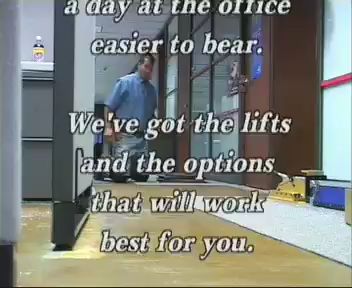 a day at the office
easier to bear.
We've got the lifts
and the options
that will work
best for you.